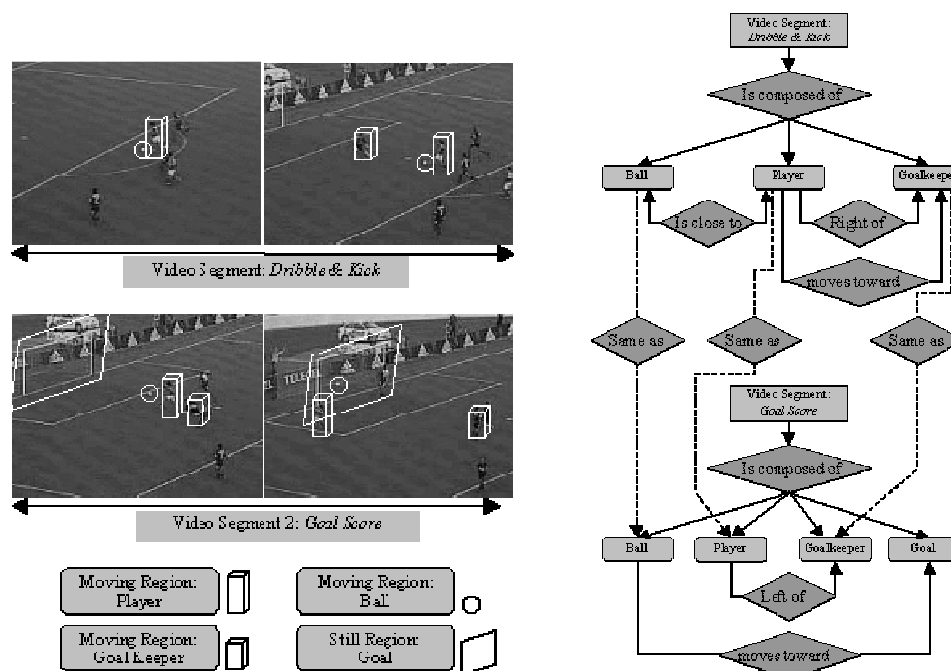 Video Segment: Dribble & Kick
TELE
Video Segment 2: Goal Score
Moving Region:
Player
Moving Region:
Ball
Moving Region:
Goal Keeper
Still Region:
Goal
Video Segment:
Dribble & Kick
Is composed of
Ball
Player
Goalkeeper
Is close to
Right of
moves toward
Same as
Same as
Same as
Video Segment:
Goal Score
Is composed of
Ball
Player
Goalkeeper
Goal
Left of
moves toward